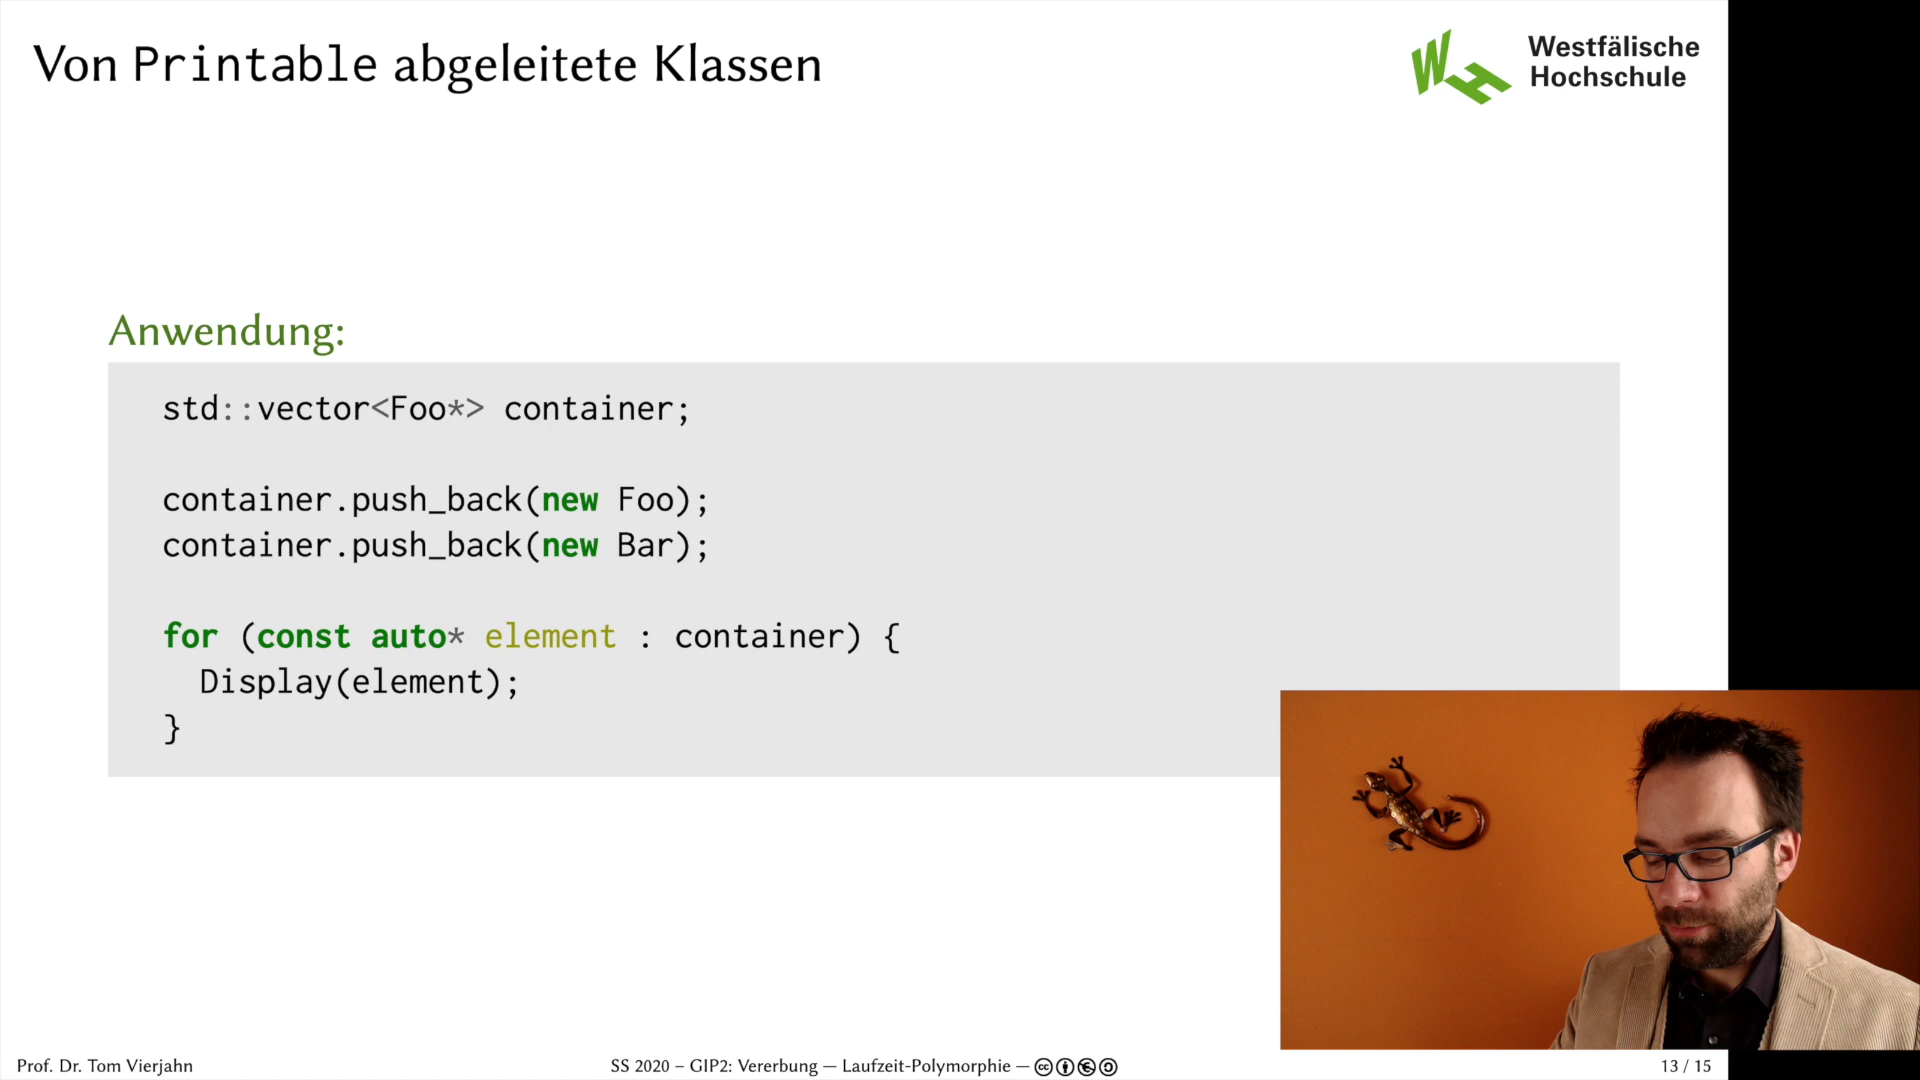 Von Printable abgeleitete Klassen
Westfälische
Hochschule
Anwendung:
std::vector<Foo*> container;
container.push_back(new Foo);
container.push_back(new Bar);
for (const auto* element : container) {
Display(element);
}
Prof. Dr. Tom Vierjahn
SS 2020 – GIP2: Vererbung — Laufzeit-Polymorphie —
13 / 15